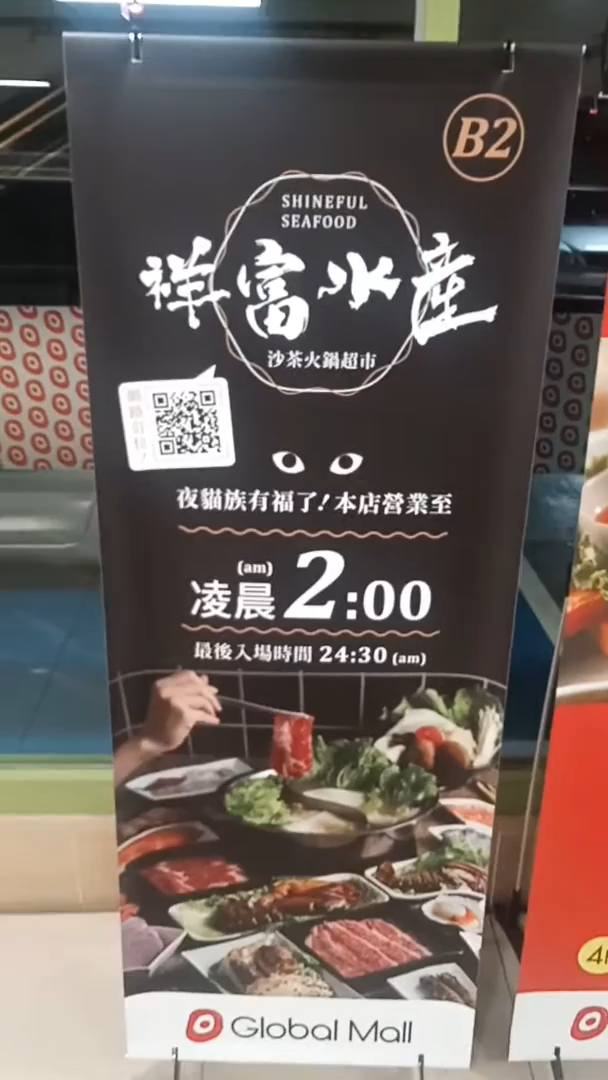 B2
SHINEFUL
SEAFOOD
祥富水產
沙茶火鍋超市
夜貓族有福了!本店營業至
(am)
凌晨2:00
最後入場時間 24:30 (am)
Global Mall